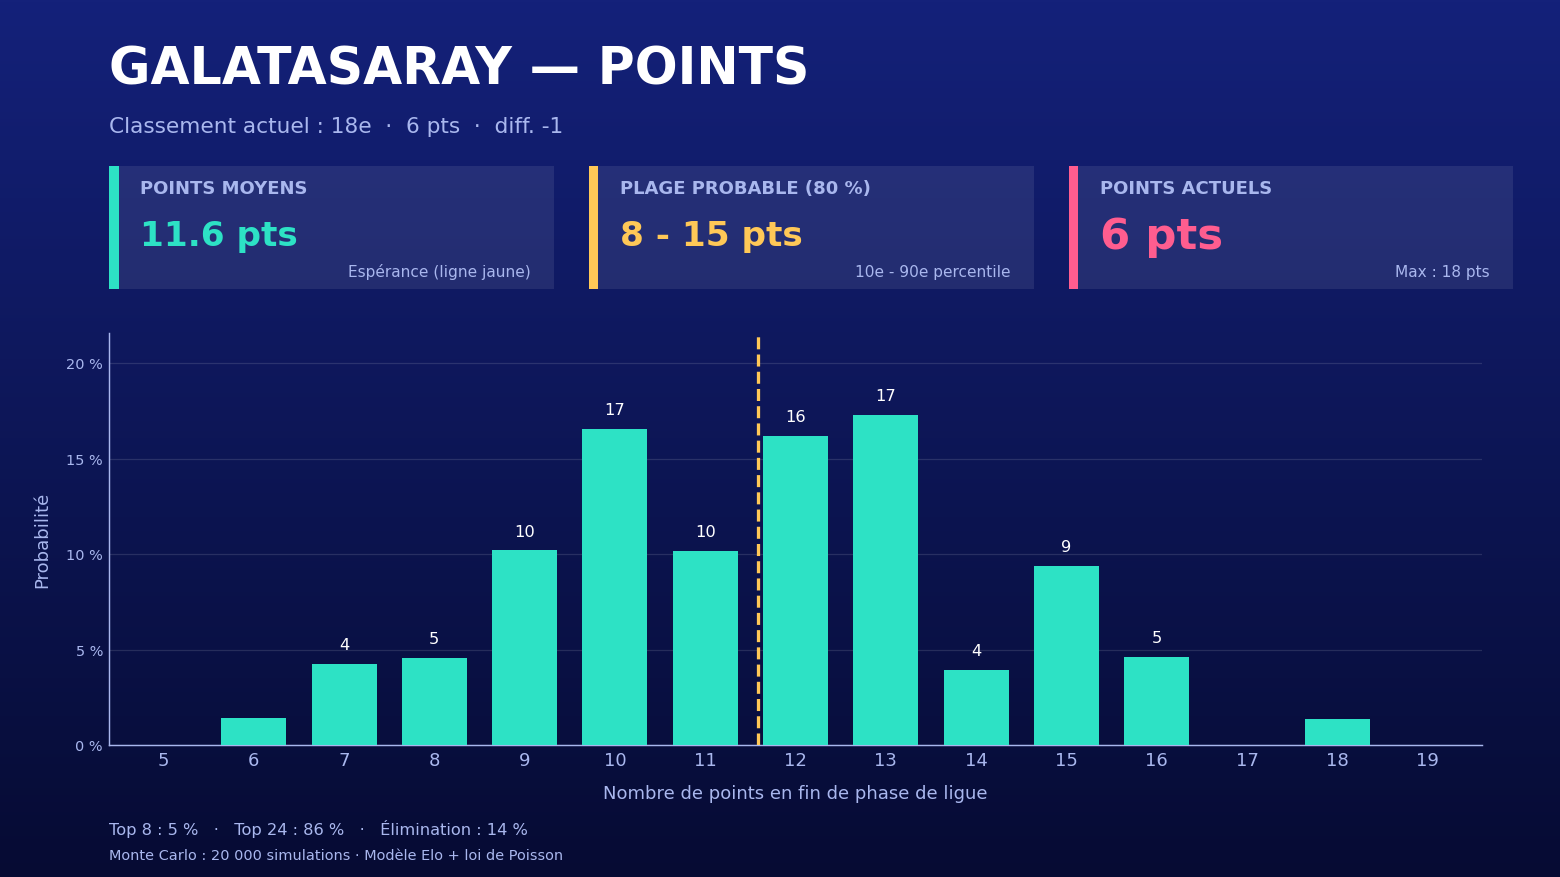 GALATASARAY — POINTS
Classement actuel : 18e · 6 pts · diff. -1
POINTS MOYENS
11.6 pts
Espérance (ligne jaune)
PLAGE PROBABLE (80 %)
8 - 15 pts
10e - 90e percentile
POINTS ACTUELS
6 pts
Max : 18 pts
Probabilité
20 %
15 %
10 %
5 %
0 %
4
5
10
17
10
16
17
4
9
5
5 6 7 8 9 10 11 12 13 14 15 16 17 18 19
Nombre de points en fin de phase de ligue
Top 8 : 5 % · Top 24 : 86 % · Élimination : 14 %
Monte Carlo : 20 000 simulations · Modèle Elo + loi de Poisson